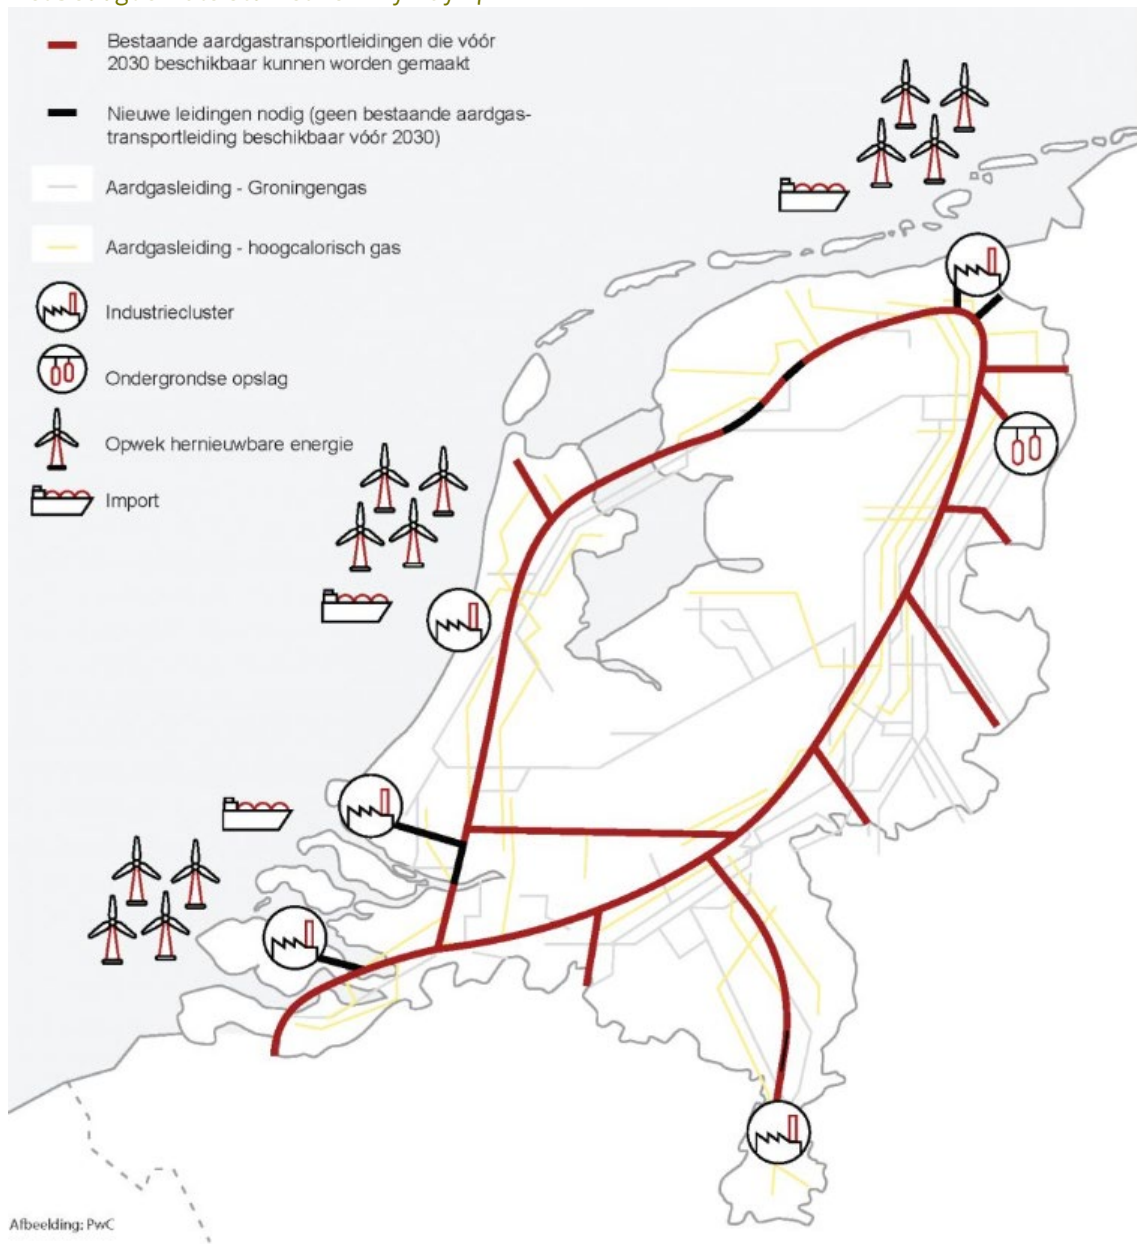 Bestaande aardgastransportleidingen die vóór
2030 beschikbaar kunnen worden gemaakt
Nieuwe leidingen nodig (geen bestaande aardgas-
transportleiding beschikbaar vóór 2030)
Aardgasleiding - Groningengas
Aardgasleiding - hoogcalorisch gas
Industriecluster
Ondergrondse opslag
Opwek hernieuwbare energie
Import
Afbeelding: PwC